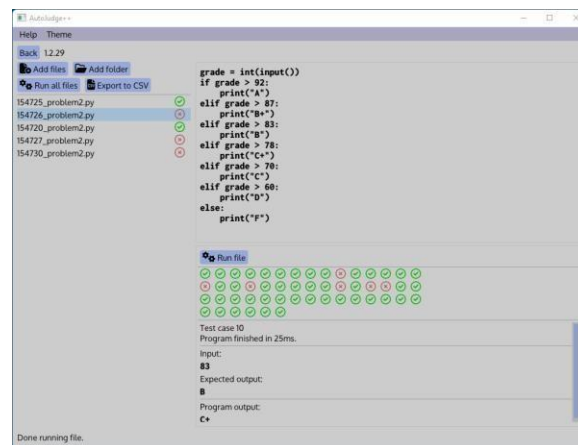 AutoJudge++
Help Theme
Back 1.2.29
Add files Add folder
Run all files Export to CSV
154725_problem2.py
154726_problem2.py
154720_problem2.py
154727_problem2.py
154730_problem2.py
grade = int(input())
if grade > 92:
    print("A")
elif grade > 87:
    print("B+")
elif grade > 83:
    print("B")
elif grade > 78:
    print("C+")
elif grade > 70:
    print("C")
elif grade > 60:
    print("D")
else:
    print("F")
Run file
Test case 10
Program finished in 25ms.
Input:
83
Expected output:
B
Program output:
C+
Done running file.